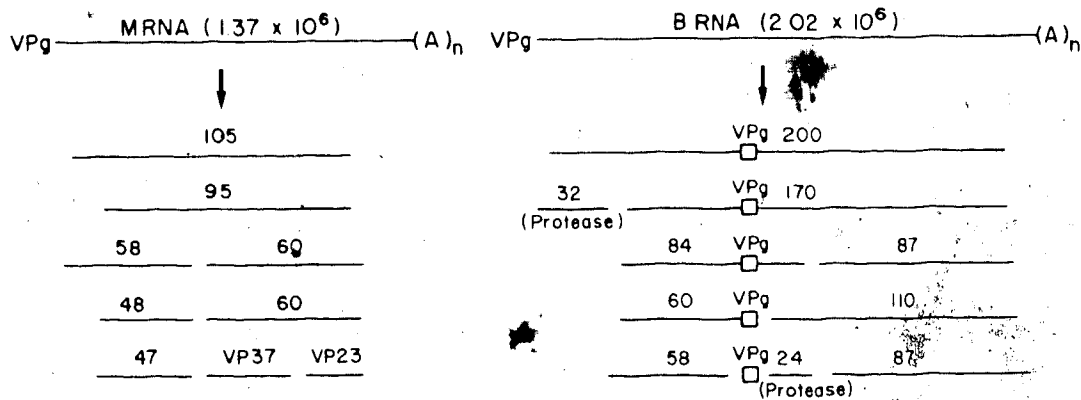 M RNA (1.37 x 10⁶)
VPg (A)n
105
95
58 60
48 60
47 VP37 VP23
B RNA (2 02 x 10⁶)
VPg (A)n
VPg 200
32 VPg 170
(Protease)
84 VPg 87
60 VPg 110
58 VPg 24 87
(Protease)